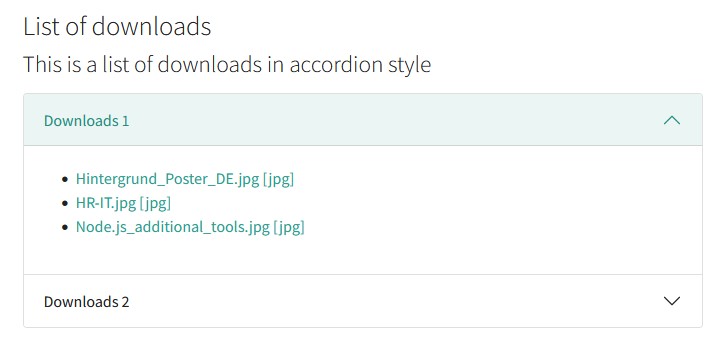 List of downloads
This is a list of downloads in accordion style
Downloads 1
Hintergrund_Poster_DE.jpg [jpg]
HR-IT.jpg [jpg]
Node.js_additional_tools.jpg [jpg]
Downloads 2